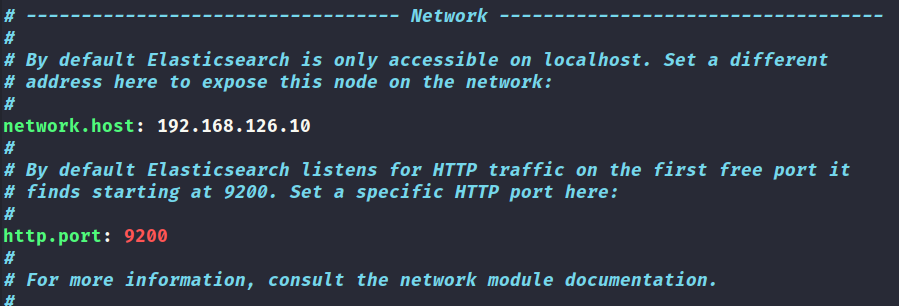 # ---------------------------------- Network -----------------------------------
#
# By default Elasticsearch is only accessible on localhost. Set a different
# address here to expose this node on the network:
#
network.host: 192.168.126.10
#
# By default Elasticsearch listens for HTTP traffic on the first free port it
# finds starting at 9200. Set a specific HTTP port here:
#
http.port: 9200
#
# For more information, consult the network module documentation.
#